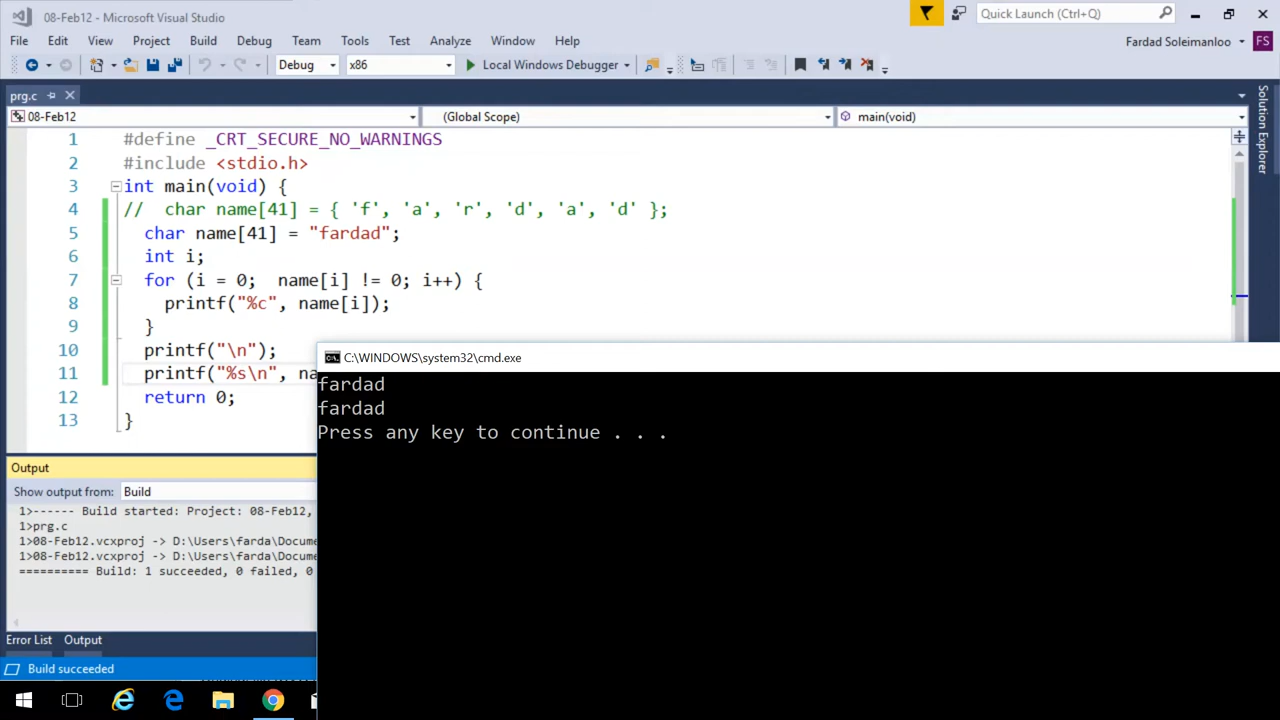 08-Feb12 - Microsoft Visual Studio
Quick Launch (Ctrl+Q)
File Edit View Project Build Debug Team Tools Test Analyze Window Help
Fardad Soleimanloo FS
Debug x86 Local Windows Debugger
prg.c
08-Feb12 (Global Scope) main(void)
Solution Explorer
1 #define _CRT_SECURE_NO_WARNINGS
2 #include <stdio.h>
3 int main(void) {
4 //  char name[41] = { 'f', 'a', 'r', 'd', 'a', 'd' };
5 char name[41] = "fardad";
6 int i;
7 for (i = 0;  name[i] != 0; i++) {
8 printf("%c", name[i]);
9 }
10 printf("\n");
11 printf("%s\n", na
12 return 0;
13 }
C:\WINDOWS\system32\cmd.exe
fardad
fardad
Press any key to continue . . .
Output
Show output from: Build
1>------ Build started: Project: 08-Feb12,
1>prg.c
1>08-Feb12.vcxproj -> D:\Users\farda\Docume
1>08-Feb12.vcxproj -> D:\Users\farda\Docume
========== Build: 1 succeeded, 0 failed, 0
Error List Output
Build succeeded